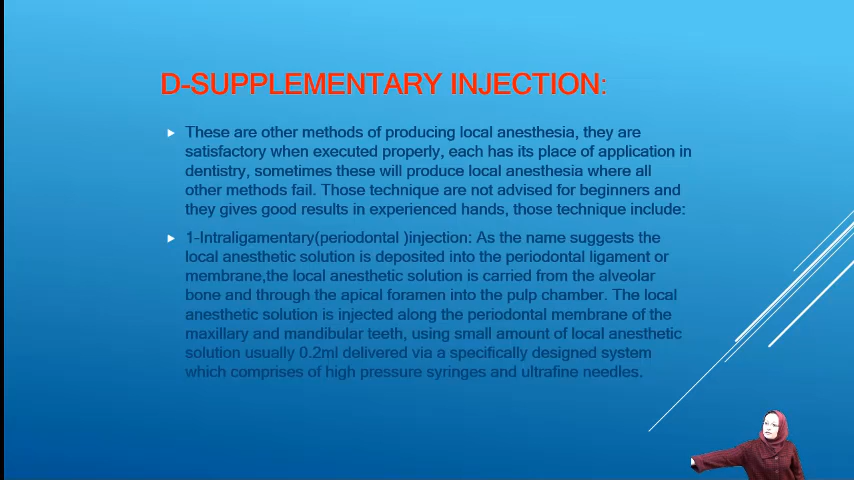 D-SUPPLEMENTARY INJECTION:
These are other methods of producing local anesthesia, they are
satisfactory when executed properly, each has its place of application in
dentistry, sometimes these will produce local anesthesia where all
other methods fail. Those technique are not advised for beginners and
they gives good results in experienced hands, those technique include:
1-Intraligamentary(periodontal )injection: As the name suggests the
local anesthetic solution is deposited into the periodontal ligament or
membrane,the local anesthetic solution is carried from the alveolar
bone and through the apical foramen into the pulp chamber. The local
anesthetic solution is injected along the periodontal membrane of the
maxillary and mandibular teeth, using small amount of local anesthetic
solution usually 0.2ml delivered via a specifically designed system
which comprises of high pressure syringes and ultrafine needles.